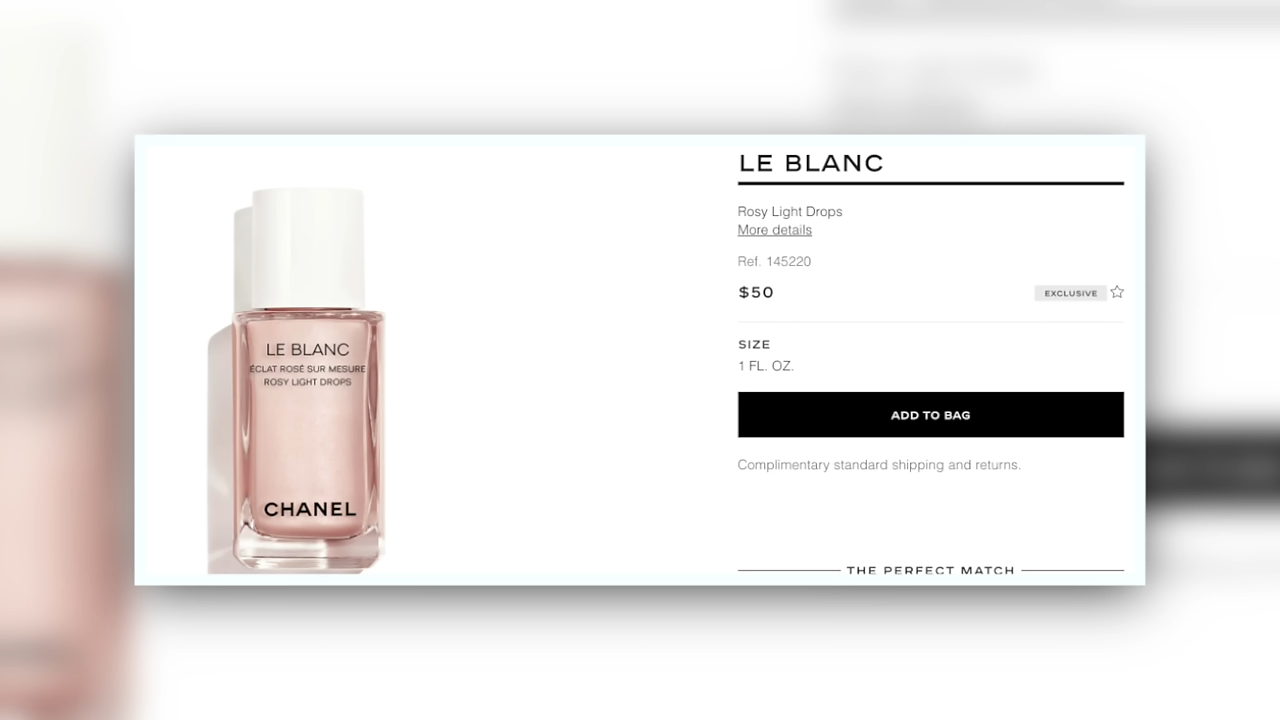 LE BLANC
ÉCLAT ROSÉ SUR MESURE
ROSY LIGHT DROPS
CHANEL
LE BLANC
Rosy Light Drops
More details
Ref. 145220
$50
EXCLUSIVE
SIZE
1 FL. OZ.
ADD TO BAG
Complimentary standard shipping and returns.
THE PERFECT MATCH